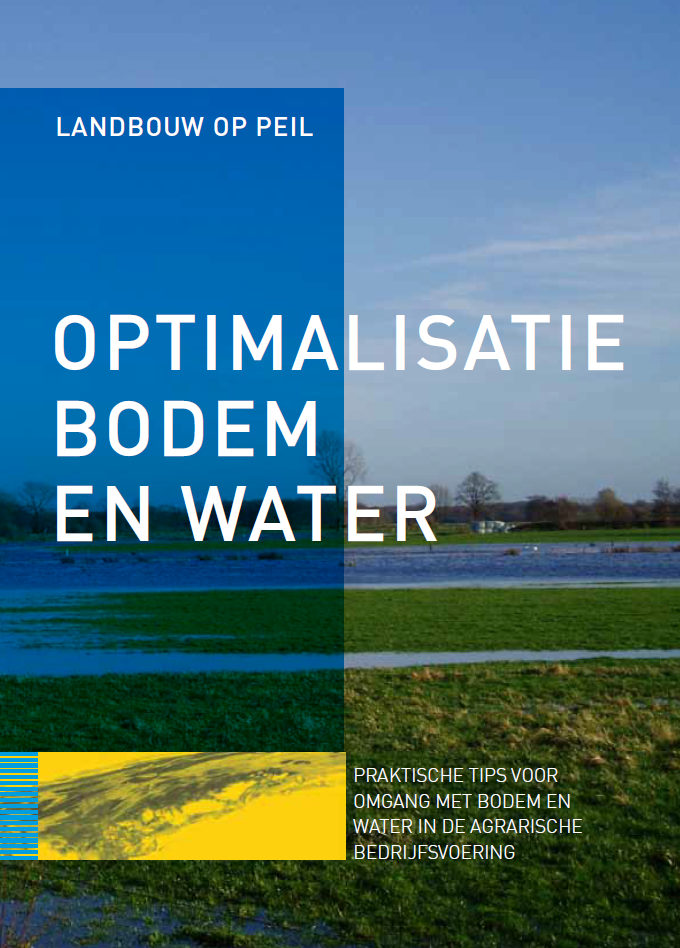 LANDBOUW OP PEIL
OPTIMALISATIE
BODEM
EN WATER
PRAKTISCHE TIPS VOOR
OMGANG MET BODEM EN
WATER IN DE AGRARISCHE
BEDRIJFSVOERING